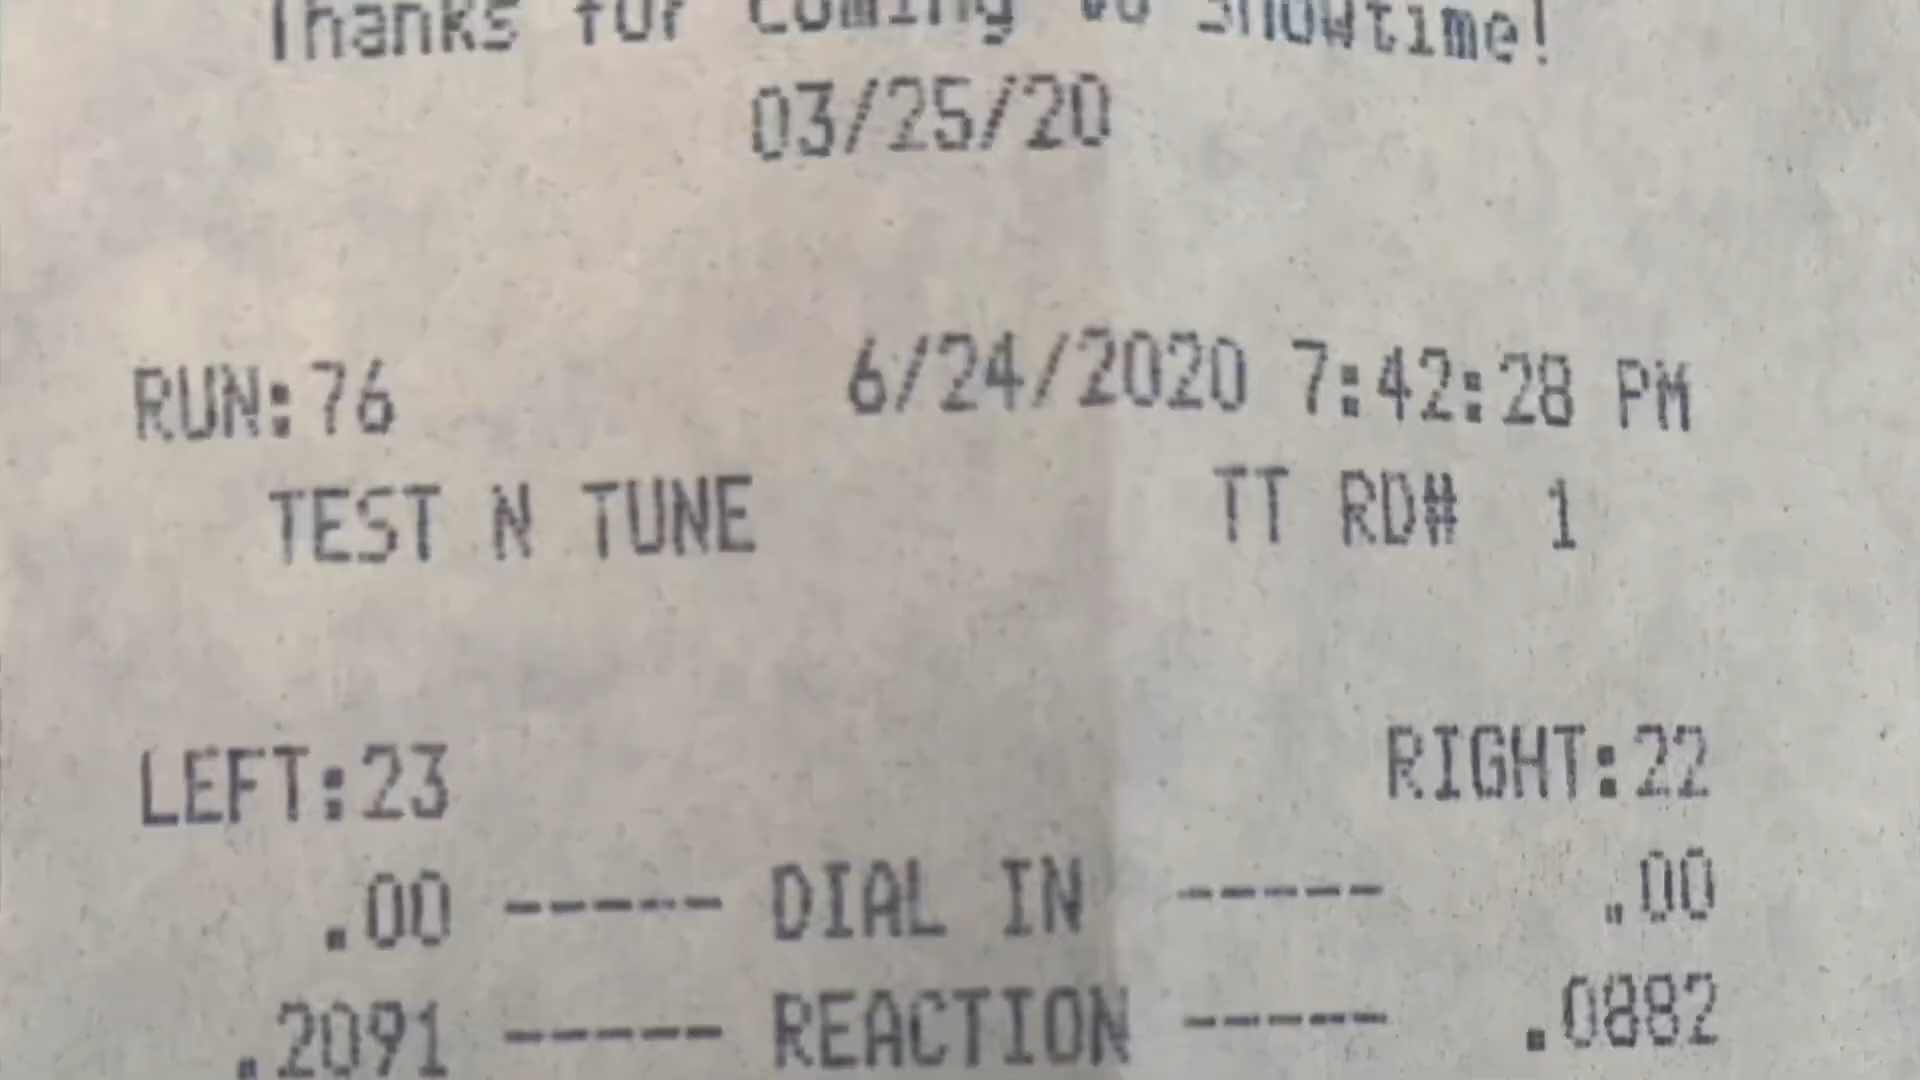 Thanks for coming to Showtime!
03/25/20
RUN:76 6/24/2020 7:42:28 PM
TEST N TUNE TT RD# 1
LEFT:23 RIGHT:22
.00 ----- DIAL IN ----- .00
.2091 ----- REACTION ----- .0882